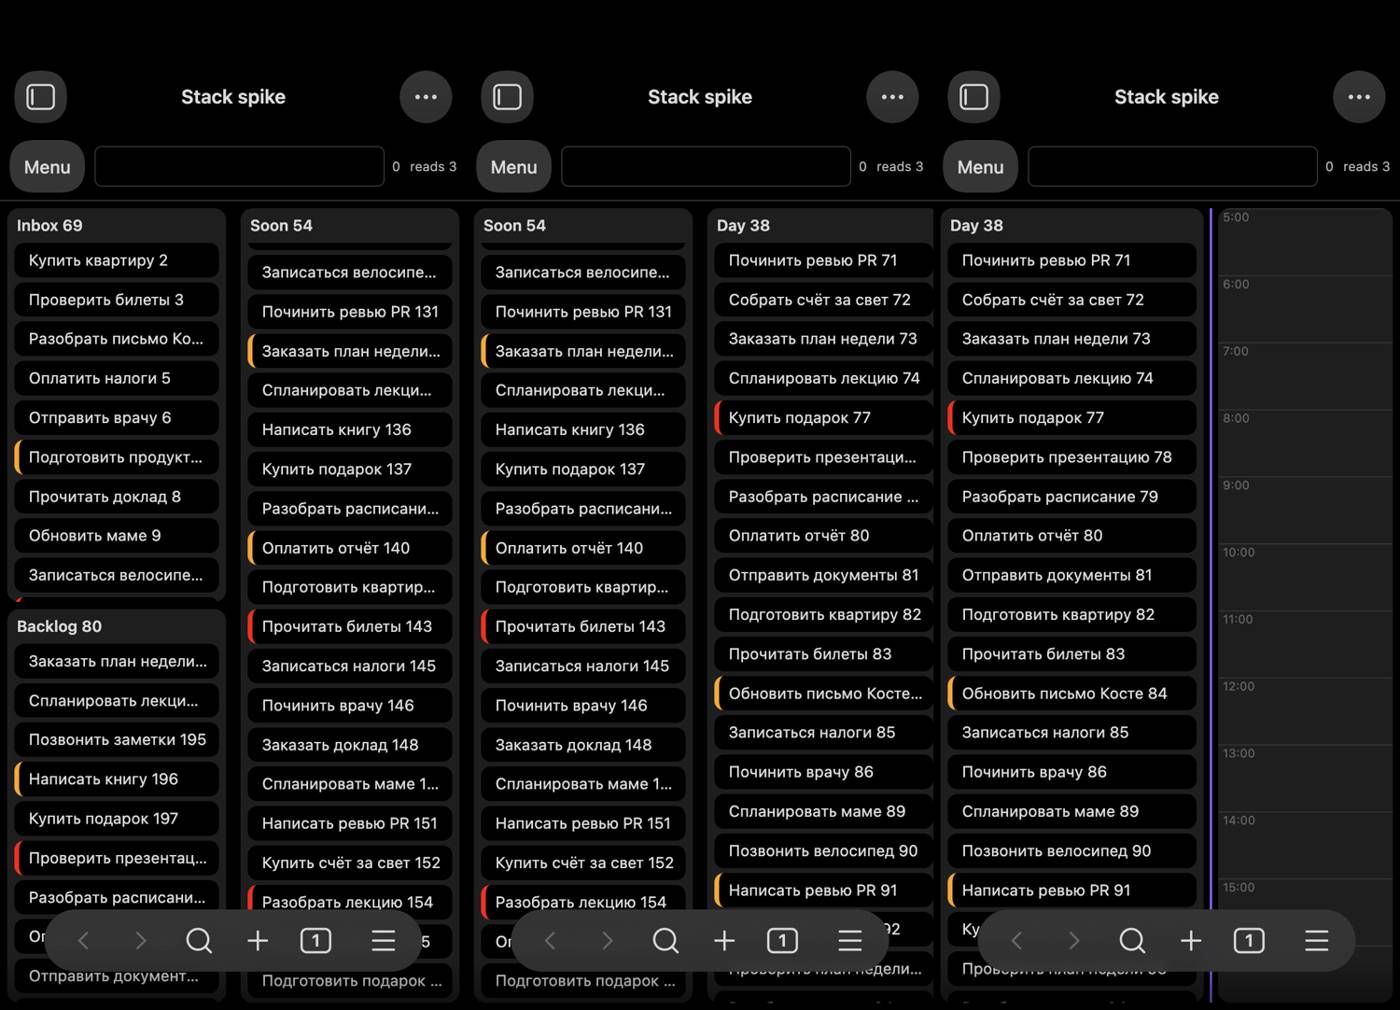 Stack spike
Menu
0 reads 3
Inbox 69
Купить квартиру 2
Проверить билеты 3
Разобрать письмо Ко...
Оплатить налоги 5
Отправить врачу 6
Подготовить продукт...
Прочитать доклад 8
Обновить маме 9
Записаться велосипе...
Backlog 80
Заказать план недели...
Спланировать лекци...
Позвонить заметки 195
Написать книгу 196
Купить подарок 197
Проверить презентац...
Разобрать расписани...
Отправить документ...
Soon 54
Записаться велосипе...
Починить ревью PR 131
Заказать план недели...
Спланировать лекци...
Написать книгу 136
Купить подарок 137
Разобрать расписани...
Оплатить отчёт 140
Подготовить квартир...
Прочитать билеты 143
Записаться налоги 145
Починить врачу 146
Заказать доклад 148
Спланировать маме 1...
Написать ревью PR 151
Купить счёт за свет 152
Разобрать лекцию 154
Подготовить подарок ...
1
Stack spike
Menu
0 reads 3
Soon 54
Записаться велосипе...
Починить ревью PR 131
Заказать план недели...
Спланировать лекци...
Написать книгу 136
Купить подарок 137
Разобрать расписани...
Оплатить отчёт 140
Подготовить квартир...
Прочитать билеты 143
Записаться налоги 145
Починить врачу 146
Заказать доклад 148
Спланировать маме 1...
Написать ревью PR 151
Купить счёт за свет 152
Разобрать лекцию 154
Подготовить подарок ...
Day 38
Починить ревью PR 71
Собрать счёт за свет 72
Заказать план недели 73
Спланировать лекцию 74
Купить подарок 77
Проверить презентаци...
Разобрать расписание ...
Оплатить отчёт 80
Отправить документы 81
Подготовить квартиру 82
Прочитать билеты 83
Обновить письмо Косте...
Записаться налоги 85
Починить врачу 86
Спланировать маме 89
Позвонить велосипед 90
Написать ревью PR 91
92
Проверить план недели...
1
Stack spike
Menu
0 reads 3
Day 38
Починить ревью PR 71
Собрать счёт за свет 72
Заказать план недели 73
Спланировать лекцию 74
Купить подарок 77
Проверить презентацию 78
Разобрать расписание 79
Оплатить отчёт 80
Отправить документы 81
Подготовить квартиру 82
Прочитать билеты 83
Обновить письмо Косте 84
Записаться налоги 85
Починить врачу 86
Спланировать маме 89
Позвонить велосипед 90
Написать ревью PR 91
Проверить план недели
5:00
6:00
7:00
8:00
9:00
10:00
11:00
12:00
13:00
14:00
15:00
1